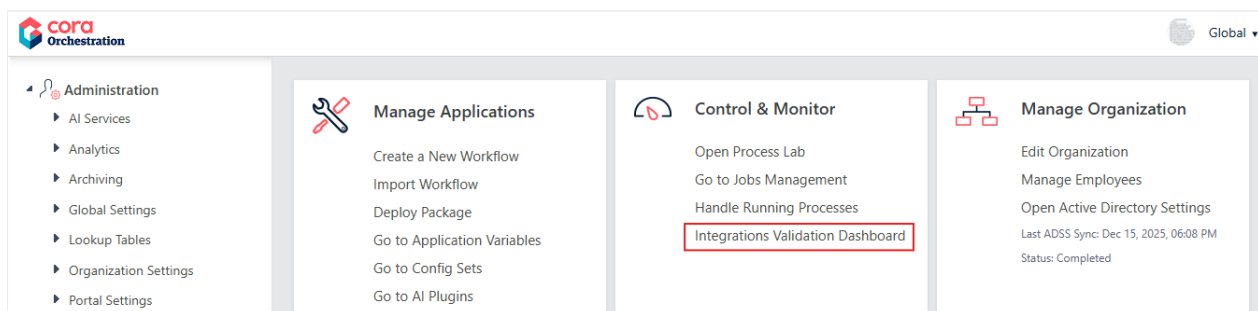 cora
Orchestration
Global
Administration
AI Services
Analytics
Archiving
Global Settings
Lookup Tables
Organization Settings
Portal Settings
Manage Applications
Create a New Workflow
Import Workflow
Deploy Package
Go to Application Variables
Go to Config Sets
Go to AI Plugins
Control & Monitor
Open Process Lab
Go to Jobs Management
Handle Running Processes
Integrations Validation Dashboard
Manage Organization
Edit Organization
Manage Employees
Open Active Directory Settings
Last ADSS Sync: Dec 15, 2025, 06:08 PM
Status: Completed